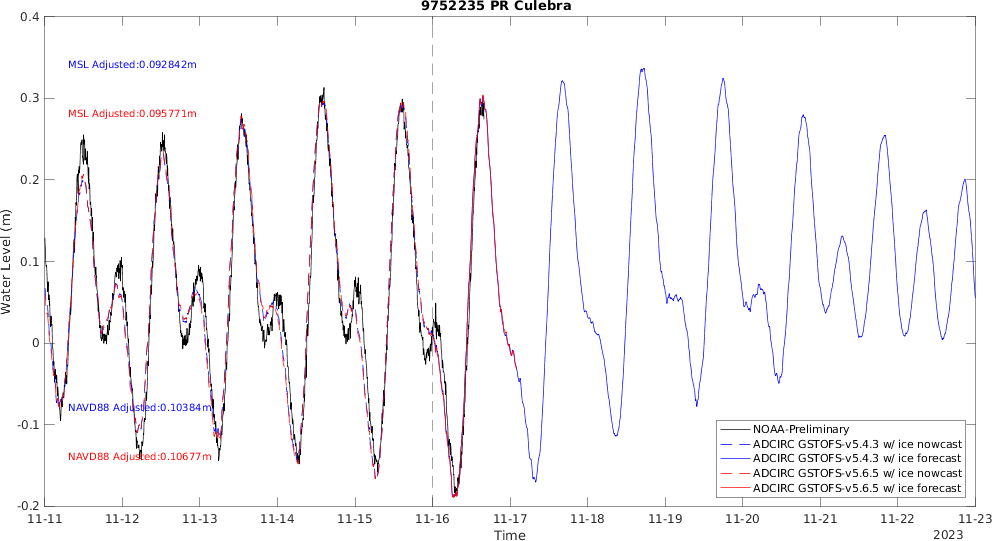 9752235 PR Culebra
Water Level (m)
0.4
0.3
0.2
0.1
0
-0.1
-0.2
MSL Adjusted:0.092842m
MSL Adjusted:0.095771m
NAVD88 Adjusted:0.10384m
NAVD88 Adjusted:0.10677m
NOAA-Preliminary
ADCIRC GSTOFS-v5.4.3 w/ ice nowcast
ADCIRC GSTOFS-v5.4.3 w/ ice forecast
ADCIRC GSTOFS-v5.6.5 w/ ice nowcast
ADCIRC GSTOFS-v5.6.5 w/ ice forecast
11-11 11-12 11-13 11-14 11-15 11-16 11-17 11-18 11-19 11-20 11-21 11-22 11-23
Time
2023